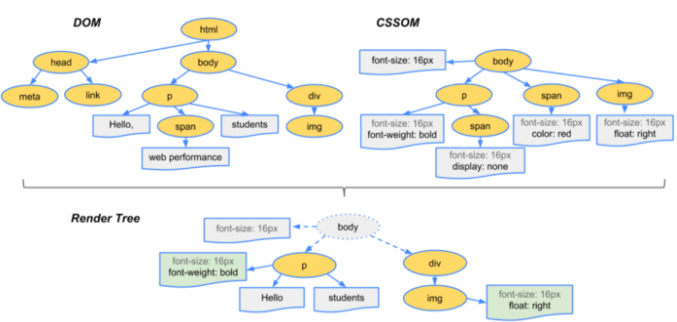 DOM
html
head
body
meta
link
p
div
Hello,
span
students
img
web performance
CSSOM
font-size: 16px
body
p
span
img
font-size: 16px
font-weight: bold
span
font-size: 16px
color: red
font-size: 16px
float: right
font-size: 16px
display: none
Render Tree
font-size: 16px
body
font-size: 16px
font-weight: bold
p
div
Hello
students
img
font-size: 16px
float: right